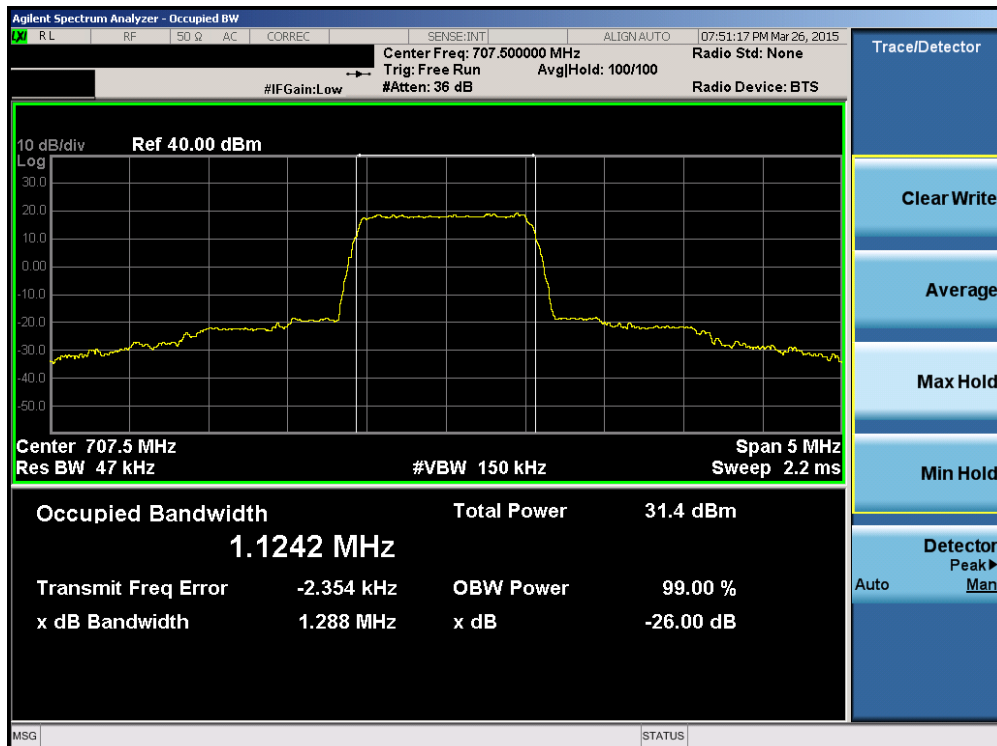 Agilent Spectrum Analyzer - Occupied BW
LXI RL RF 50 Ω AC CORREC SENSE:INT ALIGN AUTO 07:51:17 PM Mar 26, 2015
Center Freq: 707.500000 MHz Radio Std: None
Trig: Free Run Avg|Hold: 100/100
#IFGain:Low #Atten: 36 dB Radio Device: BTS
10 dB/div Ref 40.00 dBm
Log
30.0
20.0
10.0
0.00
-10.0
-20.0
-30.0
-40.0
-50.0
Center 707.5 MHz Span 5 MHz
Res BW 47 kHz #VBW 150 kHz Sweep 2.2 ms
Occupied Bandwidth Total Power 31.4 dBm
1.1242 MHz
Transmit Freq Error -2.354 kHz OBW Power 99.00 %
x dB Bandwidth 1.288 MHz x dB -26.00 dB
MSG STATUS
Trace/Detector
Clear Write
Average
Max Hold
Min Hold
Detector
Peak▶
Auto Man